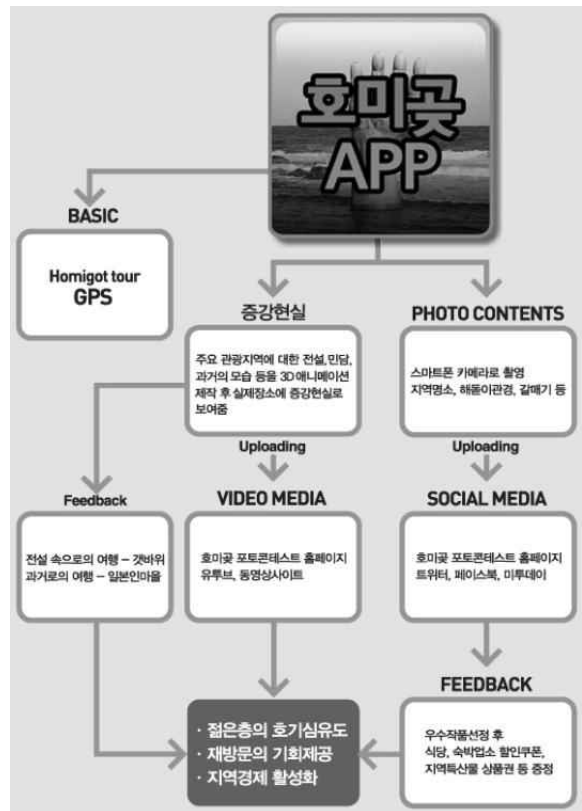 호미곶
APP
BASIC
Homigot tour
GPS
증강현실
주요 관광지역에 대한 전설, 민담,
과거의 모습 등을 3D 애니메이션
제작 후 실제장소에 증강현실로
보여줌
PHOTO CONTENTS
스마트폰 카메라로 촬영
지역명소, 해돋이관경, 갈매기 등
Uploading
Uploading
Feedback
전설 속으로의 여행 – 갓바위
과거로의 여행 – 일본인마을
VIDEO MEDIA
호미곶 포토콘테스트 홈페이지
유투브, 동영상사이트
SOCIAL MEDIA
호미곶 포토콘테스트 홈페이지
트위터, 페이스북, 미투데이
FEEDBACK
우수작품선정 후
식당, 숙박업소 할인쿠폰,
지역특산물 상품권 등 증정
· 젊은층의 호기심유도
· 재방문의 기회제공
· 지역경제 활성화